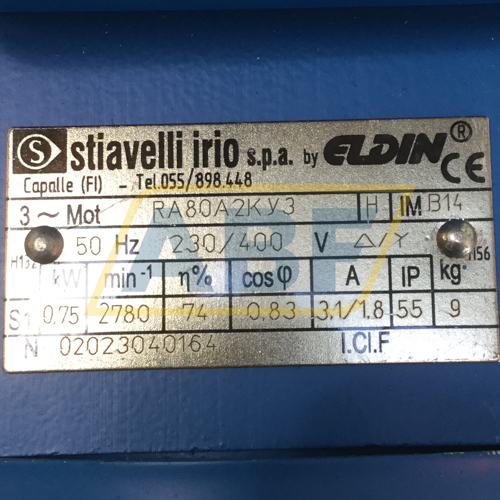 S stiavelli irio s.p.a. by ELDIN ®
Capalle (FI) - Tel.055/898.448 CE
3 ~ Mot RA80A2KУ3 H IM B14
50 Hz 230/400 V △/Y
kW min⁻¹ η% cosφ A IP kg
S1 0,75 2780 74 0,83 3,1/1,8 55 9
N 02023040164 I.Cl.F
ABF